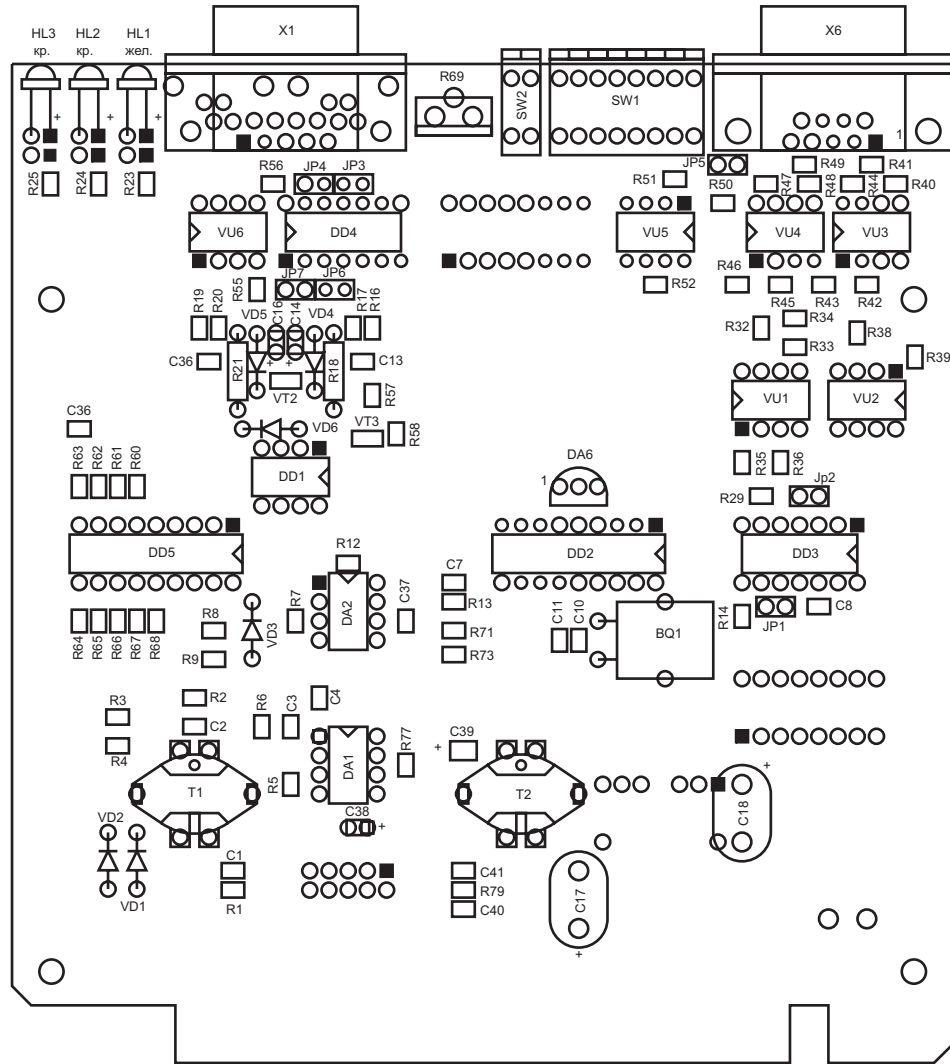 HL3 HL2 HL1
кр. кр. жел.
X1
X6
R69
SW2
SW1
+ + +
1
R25
R24
R23
R56
JP4
JP3
R51
JP5
R50
R47
R49
R48
R44
R41
R40
VU6
DD4
VU5
VU4
VU3
R55
JP7
JP6
R52
R46
R45
R43
R42
R19
R20
VD5
C16
C14
VD4
R17
R16
R32
R34
R33
R38
R39
C36
R21
+ +
R18
C13
VT2
R57
VU1
VU2
C36
VD6
VT3
R58
R63
R62
R61
R60
DD1
DA6
1
R35
R36
R29
Jp2
DD5
R12
DD2
DD3
C7
R13
R7
DA2
C37
R64
R65
R66
R67
R68
R8
R9
VD3
R71
R73
C11
C10
BQ1
R14
JP1
C8
R3
R4
R2
C2
R6
C3
C4
DA1
R77
+
C39
R5
T1
T2
C38
+
+
C18
VD2
VD1
C1
R1
C41
R79
C40
C17
+